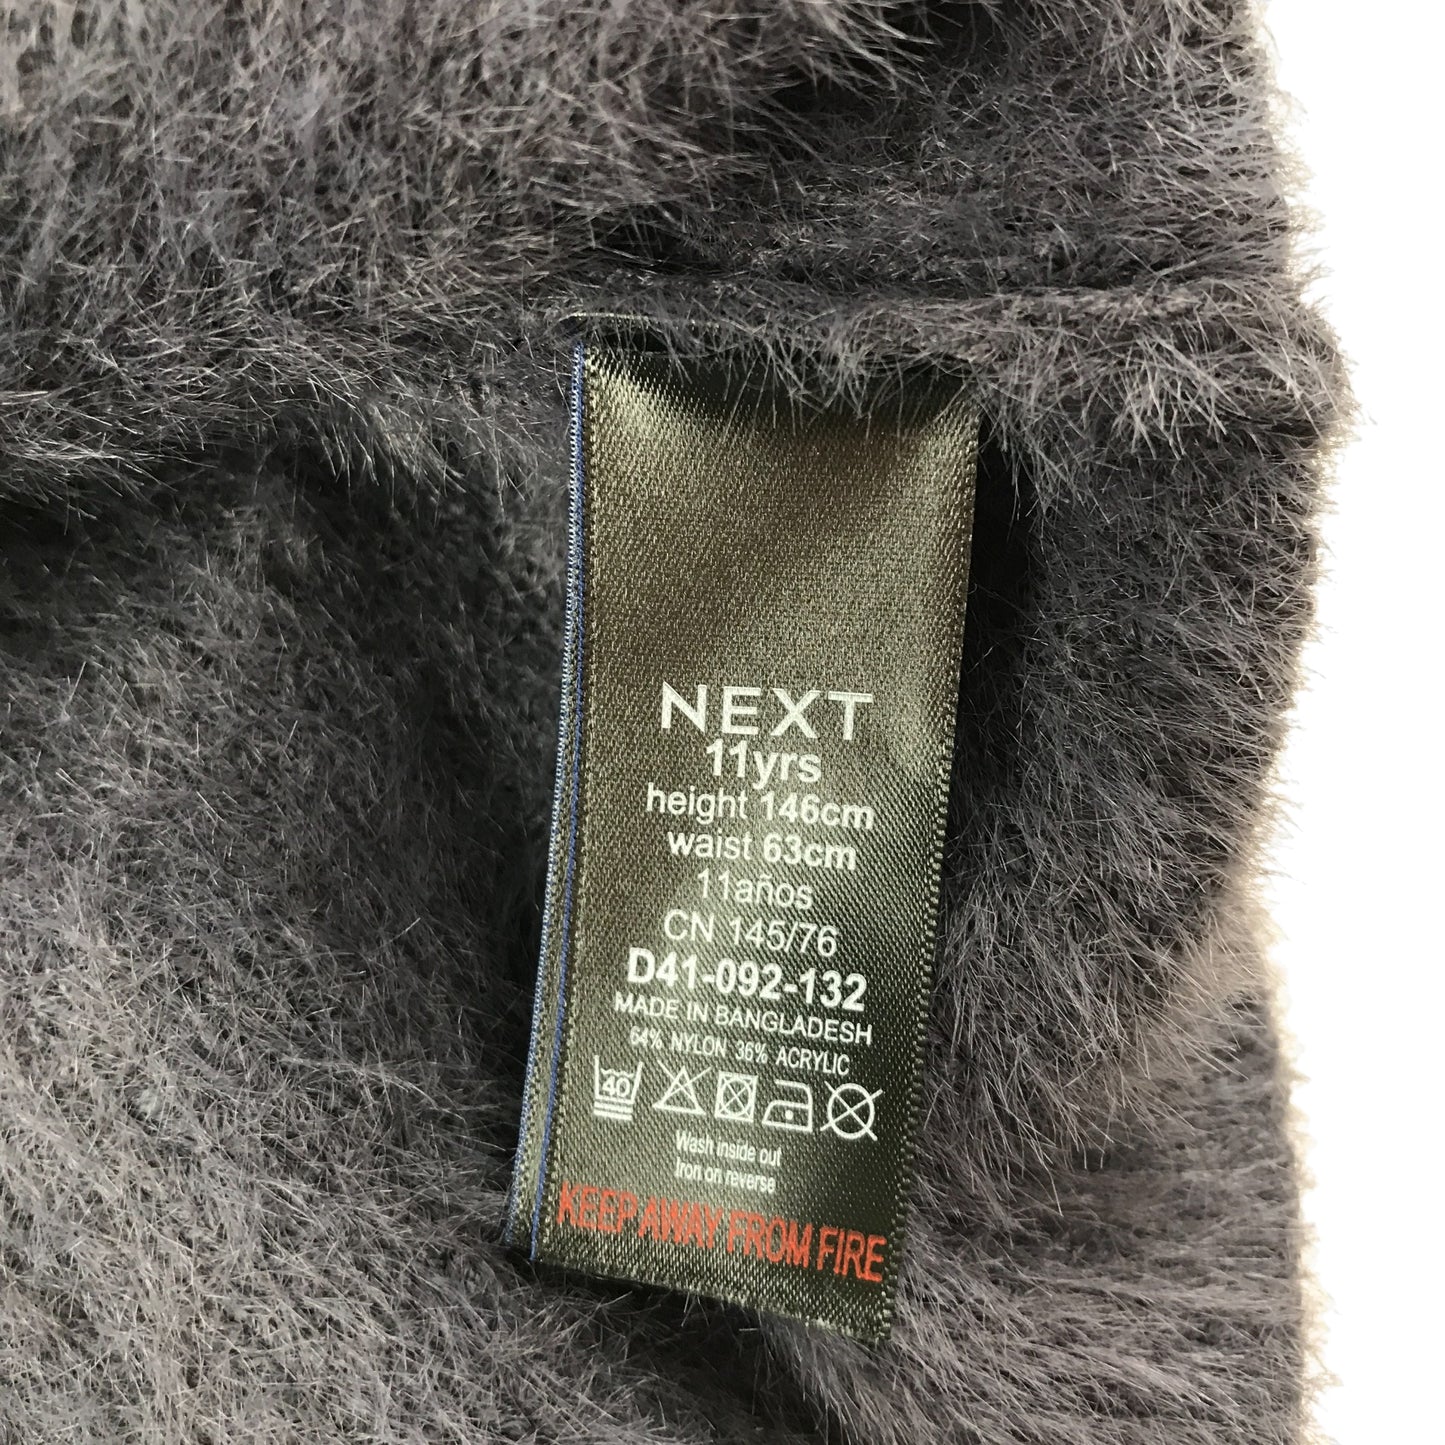 NEXT
11yrs
height 146cm
waist 63cm
11años
CN 145/76
D41-092-132
MADE IN BANGLADESH
64% NYLON 36% ACRYLIC
40
Wash inside out
Iron on reverse
KEEP AWAY FROM FIRE